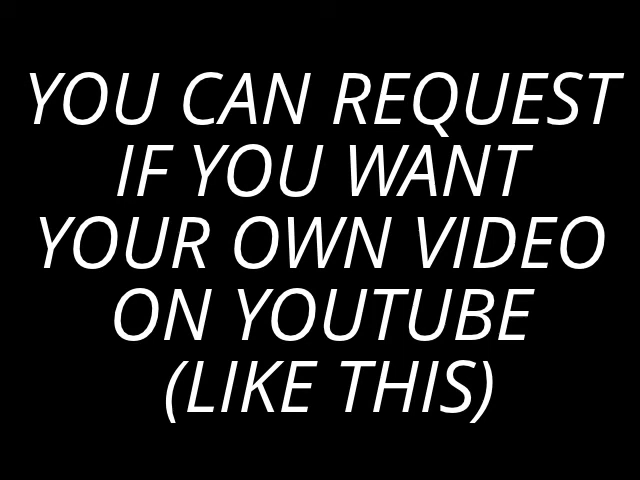 YOU CAN REQUEST
IF YOU WANT
YOUR OWN VIDEO
ON YOUTUBE
(LIKE THIS)